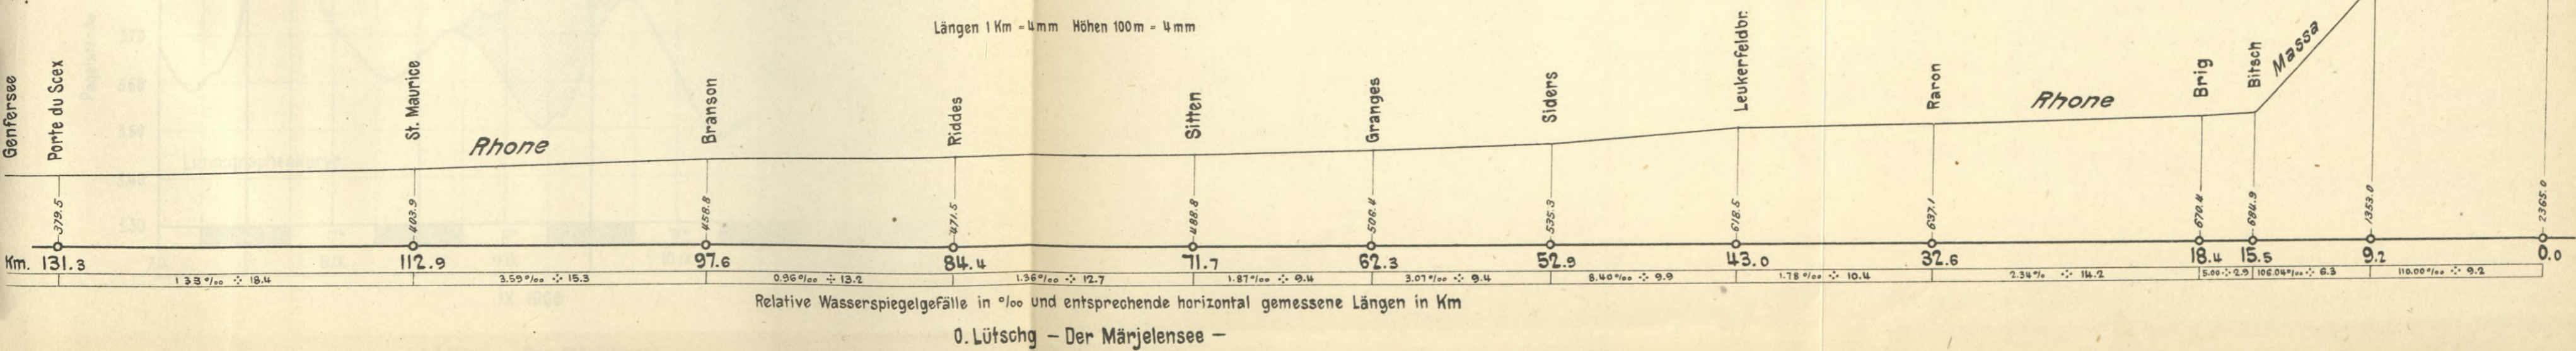 Längen 1 Km = 4mm Höhen 100m = 4mm
Genfersee Porte du Scex St. Maurice Branson Riddes Sitten Granges Siders Leukerfeldbr. Raron Brig Bitsch
Rhone Rhone Massa
379.5 403.9 458.8 471.5 488.8 506.4 535.3 618.5 637.1 670.4 684.9 1353.0 2365.0
Km. 131.3 112.9 97.6 84.4 71.7 62.3 52.9 43.0 32.6 18.4 15.5 9.2 0.0
1.33 ‰ ÷ 18.4 3.59 ‰ ÷ 15.3 0.96 ‰ ÷ 13.2 1.36 ‰ ÷ 12.7 1.87 ‰ ÷ 9.4 3.07 ‰ ÷ 9.4 8.40 ‰ ÷ 9.9 1.78 ‰ ÷ 10.4 2.34 ‰ ÷ 14.2 5.00 ÷ 2.9 106.04 ‰ ÷ 6.3 110.00 ‰ ÷ 9.2
Relative Wasserspiegelgefälle in ‰ und entsprechende horizontal gemessene Längen in Km
O. Lütschg – Der Märjelensee –